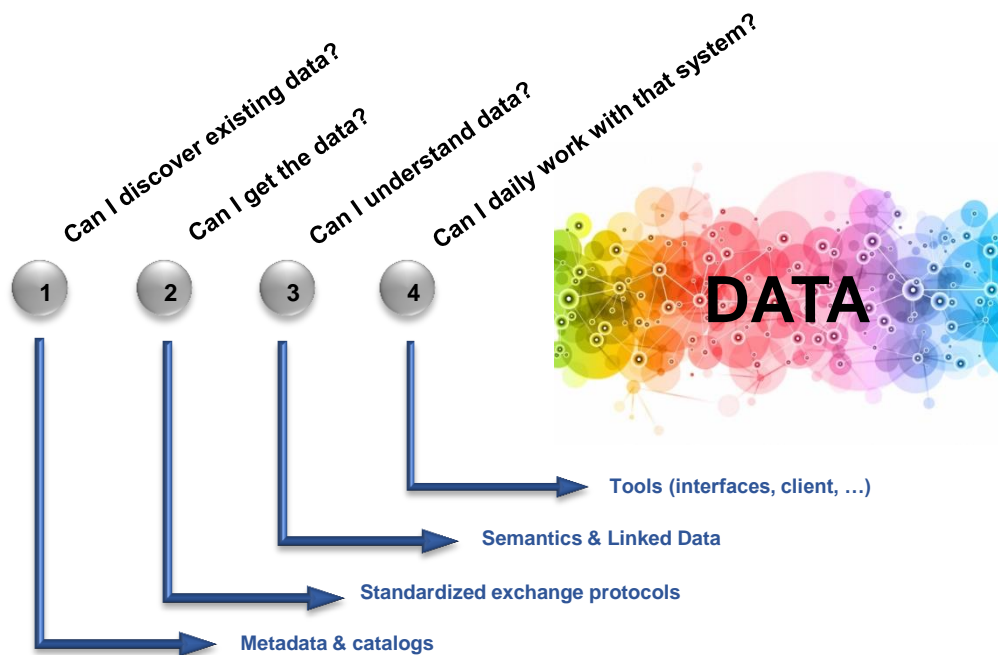 Can I discover existing data?
Can I get the data?
Can I understand data?
Can I daily work with that system?
1
2
3
4
DATA
Tools (interfaces, client, …)
Semantics & Linked Data
Standardized exchange protocols
Metadata & catalogs